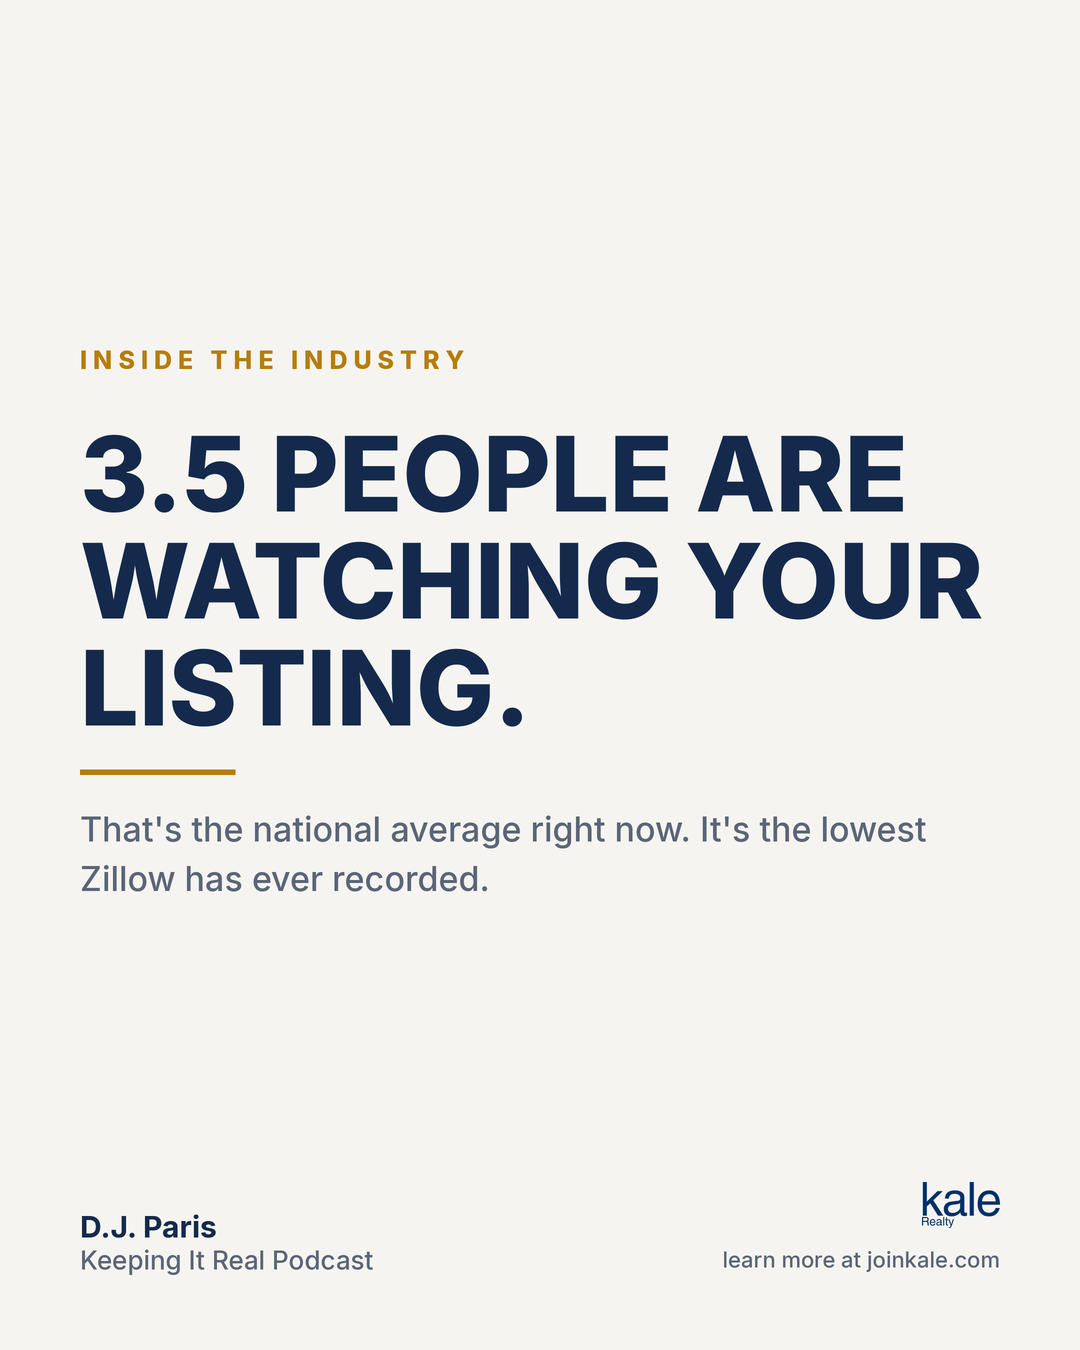 INSIDE THE INDUSTRY
3.5 PEOPLE ARE
WATCHING YOUR
LISTING.
That's the national average right now. It's the lowest
Zillow has ever recorded.
D.J. Paris
Keeping It Real Podcast
kale
Realty
learn more at joinkale.com